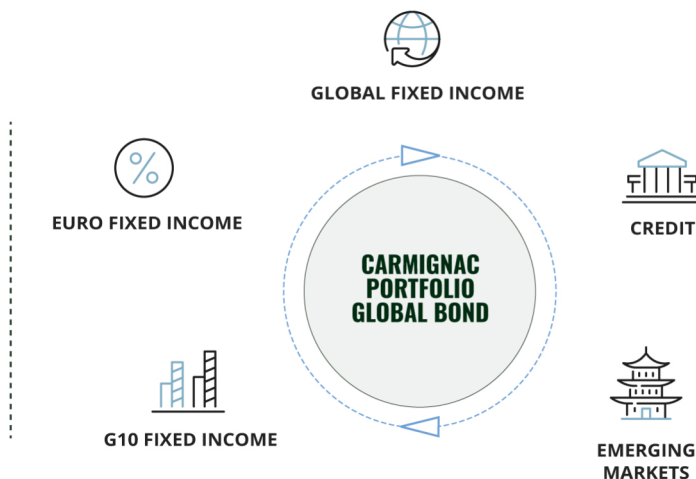 GLOBAL FIXED INCOME
EURO FIXED INCOME
CREDIT
CARMIGNAC
PORTFOLIO
GLOBAL BOND
G10 FIXED INCOME
EMERGING
MARKETS